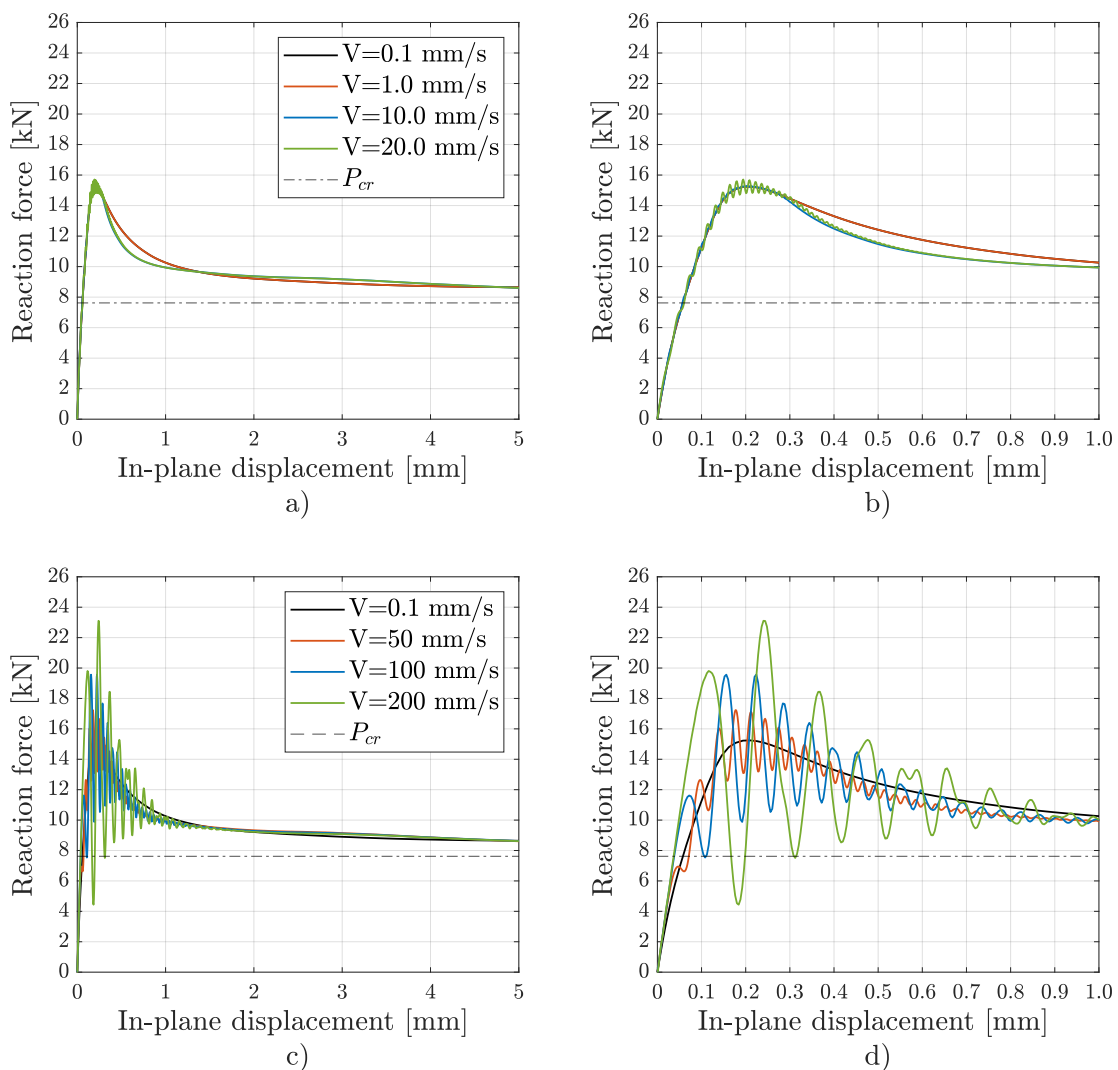 26
24
22
20
18
16
14
12
10
8
6
4
2
0
Reaction force [kN]
V=0.1 mm/s
V=1.0 mm/s
V=10.0 mm/s
V=20.0 mm/s
P_cr
0 1 2 3 4 5
In-plane displacement [mm]
a)
26
24
22
20
18
16
14
12
10
8
6
4
2
0
Reaction force [kN]
0 0.1 0.2 0.3 0.4 0.5 0.6 0.7 0.8 0.9 1.0
In-plane displacement [mm]
b)
26
24
22
20
18
16
14
12
10
8
6
4
2
0
Reaction force [kN]
V=0.1 mm/s
V=50 mm/s
V=100 mm/s
V=200 mm/s
P_cr
0 1 2 3 4 5
In-plane displacement [mm]
c)
26
24
22
20
18
16
14
12
10
8
6
4
2
0
Reaction force [kN]
0 0.1 0.2 0.3 0.4 0.5 0.6 0.7 0.8 0.9 1.0
In-plane displacement [mm]
d)